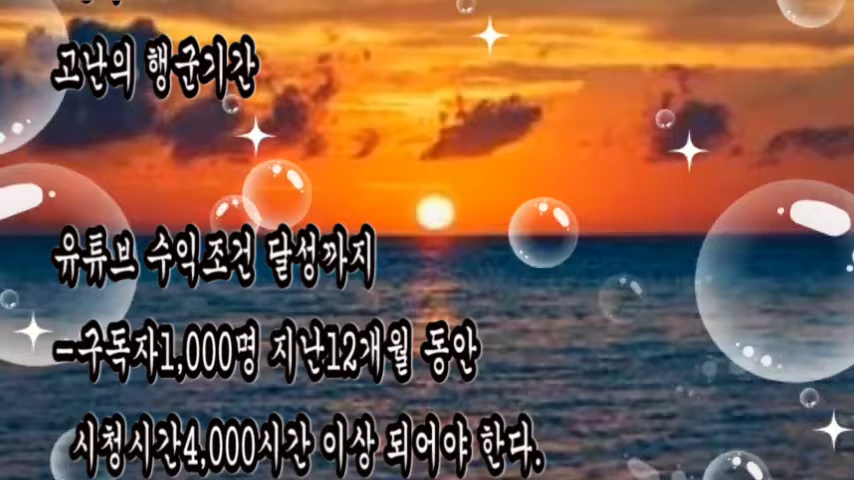 고난의 행군기간
유튜브 수익조건 달성까지
-구독자1,000명 지난12개월 동안
시청시간4,000시간 이상 되어야 한다.